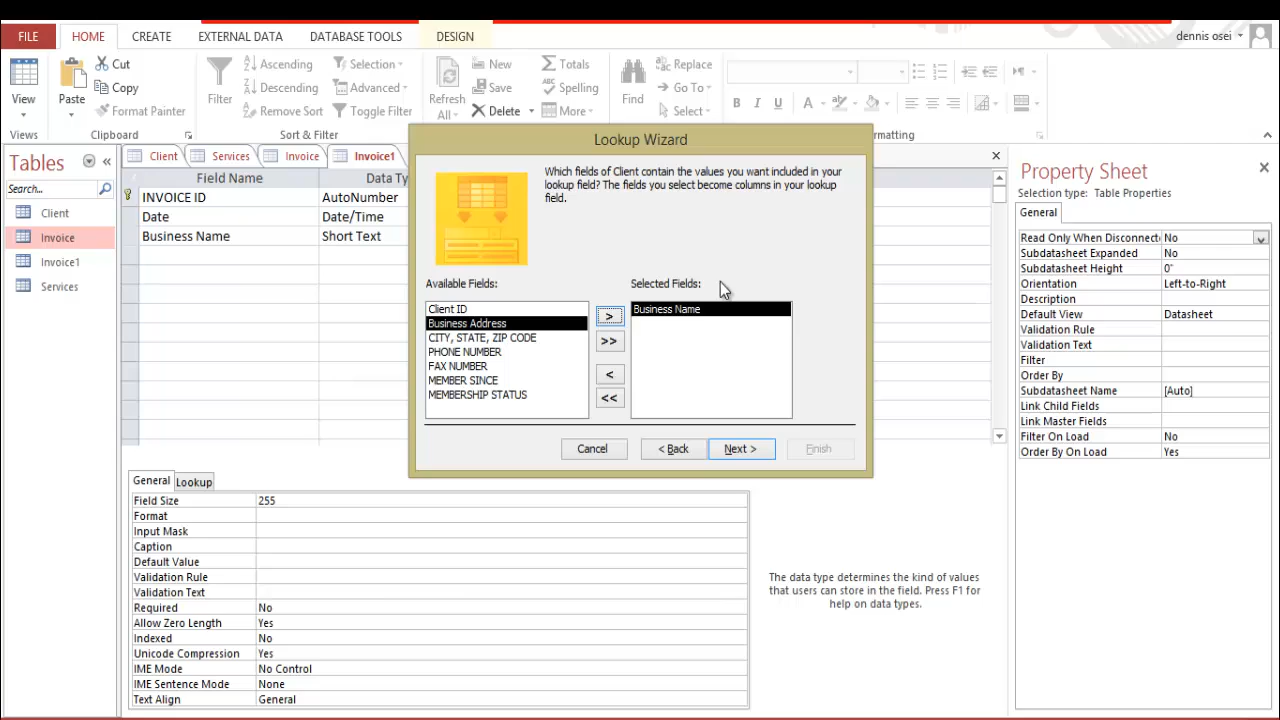 FILE HOME CREATE EXTERNAL DATA DATABASE TOOLS DESIGN dennis osei
View
Views
Paste
Cut
Copy
Format Painter
Clipboard
Filter
Ascending
Descending
Remove Sort
Selection
Advanced
Toggle Filter
Sort & Filter
Refresh
All
New
Save
Delete
Totals
Spelling
More
Find
Replace
Go To
Select
B I U A
rmatting
Tables
Search...
Client
Invoice
Invoice1
Services
Client Services Invoice Invoice1
Field Name Data Ty
INVOICE ID AutoNumber
Date Date/Time
Business Name Short Text
Lookup Wizard
Which fields of Client contain the values you want included in your
lookup field? The fields you select become columns in your lookup
field.
Available Fields:
Client ID
Business Address
CITY, STATE, ZIP CODE
PHONE NUMBER
FAX NUMBER
MEMBER SINCE
MEMBERSHIP STATUS
>
>>
<
<<
Selected Fields:
Business Name
Cancel < Back Next > Finish
General Lookup
Field Size 255
Format
Input Mask
Caption
Default Value
Validation Rule
Validation Text
Required No
Allow Zero Length Yes
Indexed No
Unicode Compression Yes
IME Mode No Control
IME Sentence Mode None
Text Align General
The data type determines the kind of values
that users can store in the field. Press F1 for
help on data types.
Property Sheet
Selection type: Table Properties
General
Read Only When Disconnect No
Subdatasheet Expanded No
Subdatasheet Height 0"
Orientation Left-to-Right
Description
Default View Datasheet
Validation Rule
Validation Text
Filter
Order By
Subdatasheet Name [Auto]
Link Child Fields
Link Master Fields
Filter On Load No
Order By On Load Yes